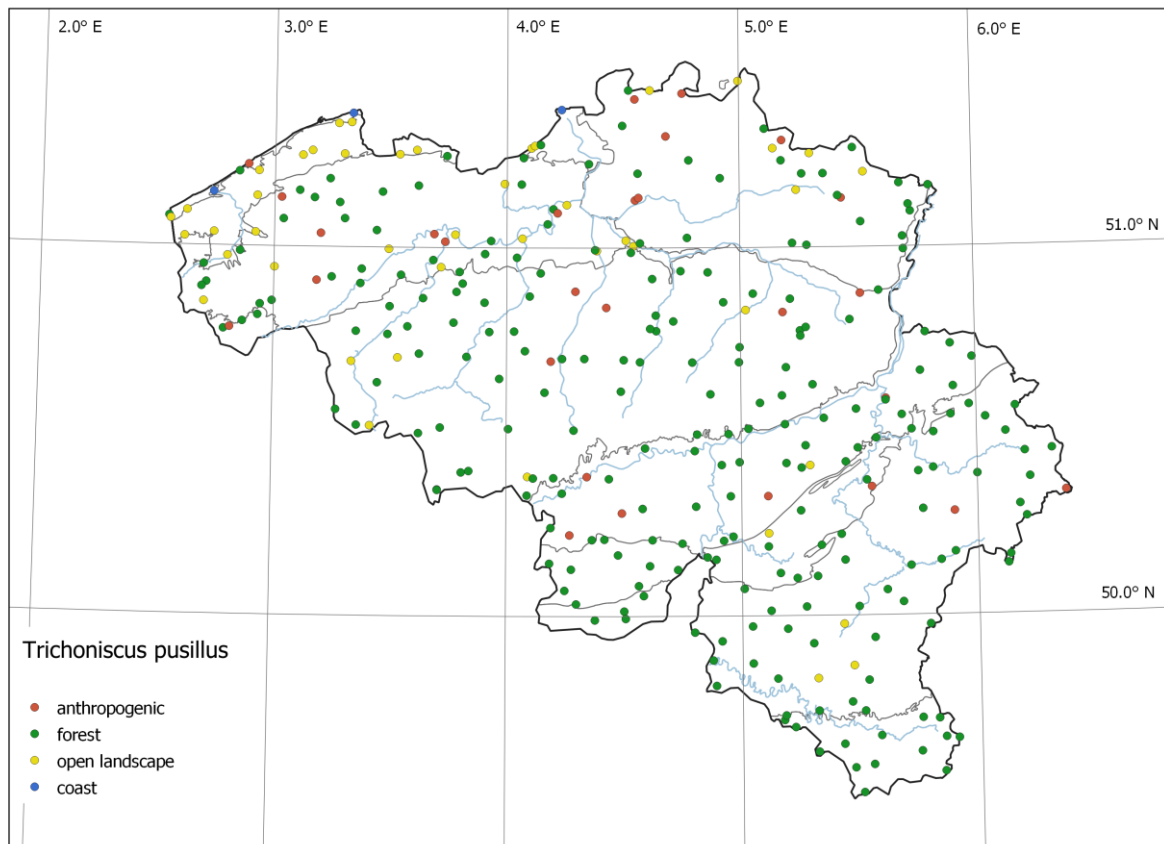 2.0° E
3.0° E
4.0° E
5.0° E
6.0° E
51.0° N
50.0° N
Trichoniscus pusillus
anthropogenic
forest
open landscape
coast